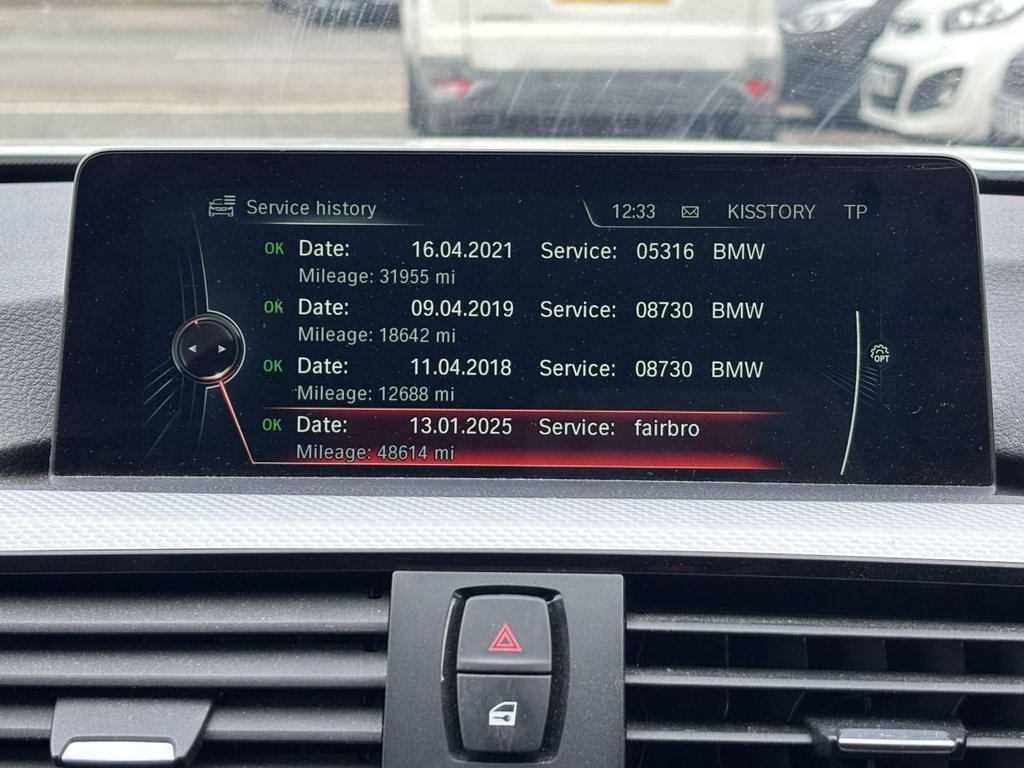 Service history
12:33 KISSTORY TP
OK Date: 16.04.2021 Service: 05316 BMW
Mileage: 31955 mi
OK Date: 09.04.2019 Service: 08730 BMW
Mileage: 18642 mi
OK Date: 11.04.2018 Service: 08730 BMW
Mileage: 12688 mi
OK Date: 13.01.2025 Service: fairbro
Mileage: 48614 mi
OPT